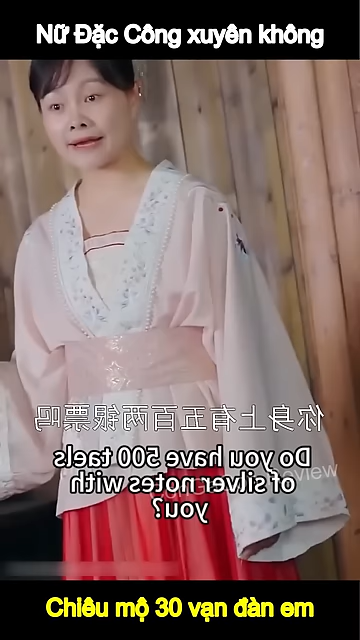 Nữ Đặc Công xuyên không
你身上有五百两银票吗
Do you have 500 taels
of silver notes with
you?
Chiêu mộ 30 vạn đàn em